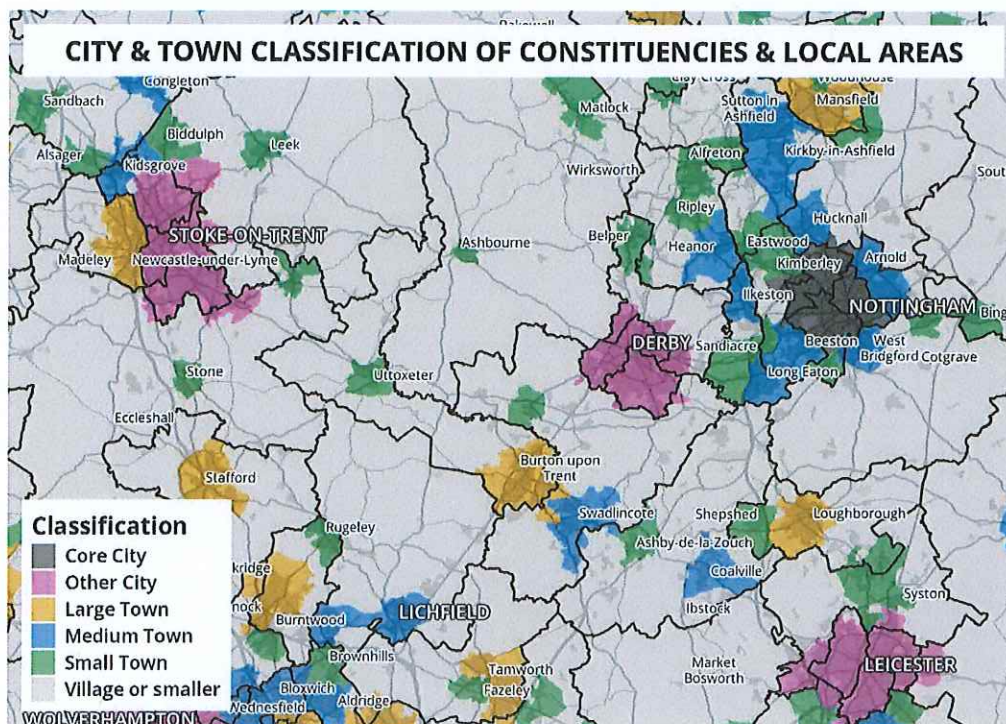 CITY & TOWN CLASSIFICATION OF CONSTITUENCIES & LOCAL AREAS
Congleton
Sandbach
Matlock
Sutton in
Ashfield
Mansfield
Biddulph
Alsager
Leek
Kidsgrove
Alfreton
Kirkby-in-Ashfield
Wirksworth
Ripley
Hucknall
STOKE-ON-TRENT
Belper
Heanor
Eastwood
Ashbourne
Madeley
Newcastle-under-Lyme
Kimberley
Arnold
Ilkeston
NOTTINGHAM
DERBY
Sandiacre
Beeston
West
Bridgford
Cotgrave
Stone
Uttoxeter
Long Eaton
Eccleshall
Stafford
Burton upon
Trent
Swadlincote
Shepshed
Loughborough
Rugeley
Ashby-de-la-Zouch
Coalville
Ibstock
Syston
Burntwood
LICHFIELD
Brownhills
Tamworth
Fazeley
Market
Bosworth
LEICESTER
Bloxwich
Aldridge
Wednesfield
WOLVERHAMPTON
Classification
Core City
Other City
Large Town
Medium Town
Small Town
Village or smaller